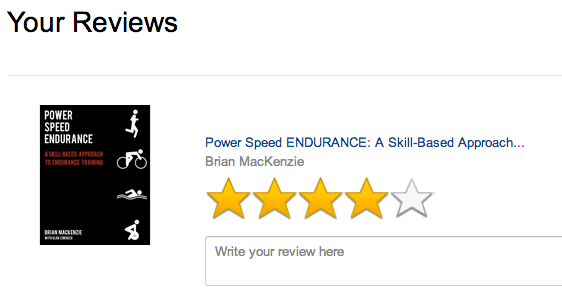 Your Reviews
POWER
SPEED
ENDURANCE
A SKILL-BASED APPROACH
TO ENDURANCE TRAINING
BRIAN MACKENZIE
WITH GLEN CORDOZA
Power Speed ENDURANCE: A Skill-Based Approach...
Brian MacKenzie
Write your review here